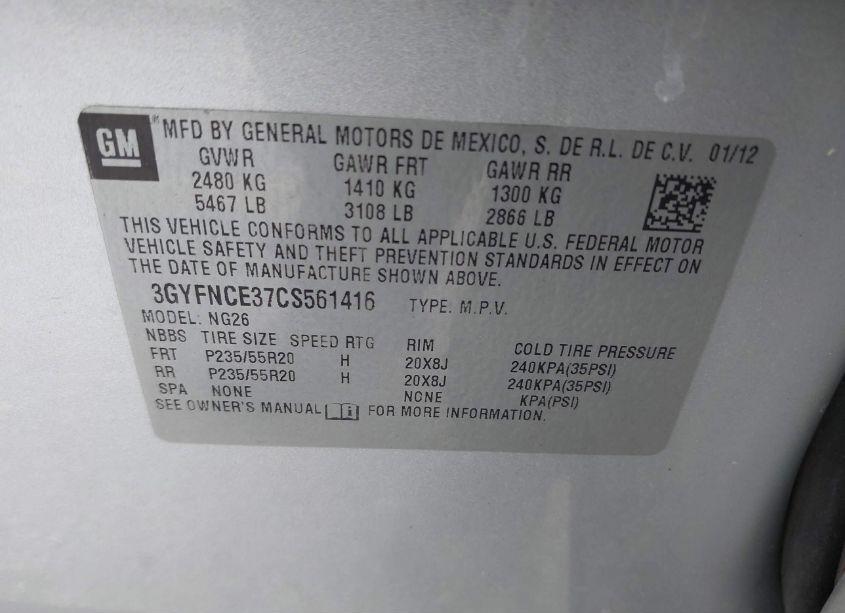 GM ® MFD BY GENERAL MOTORS DE MEXICO, S. DE R.L. DE C.V. 01/12
GVWR GAWR FRT GAWR RR
2480 KG 1410 KG 1300 KG
5467 LB 3108 LB 2866 LB
THIS VEHICLE CONFORMS TO ALL APPLICABLE U.S. FEDERAL MOTOR
VEHICLE SAFETY AND THEFT PREVENTION STANDARDS IN EFFECT ON
THE DATE OF MANUFACTURE SHOWN ABOVE.
3GYFNCE37CS561416 TYPE: M.P.V.
MODEL: NG26
NBBS TIRE SIZE SPEED RTG RIM COLD TIRE PRESSURE
FRT P235/55R20 H 20X8J 240KPA(35PSI)
RR P235/55R20 H 20X8J 240KPA(35PSI)
SPA NONE NONE KPA(PSI)
SEE OWNER'S MANUAL FOR MORE INFORMATION.